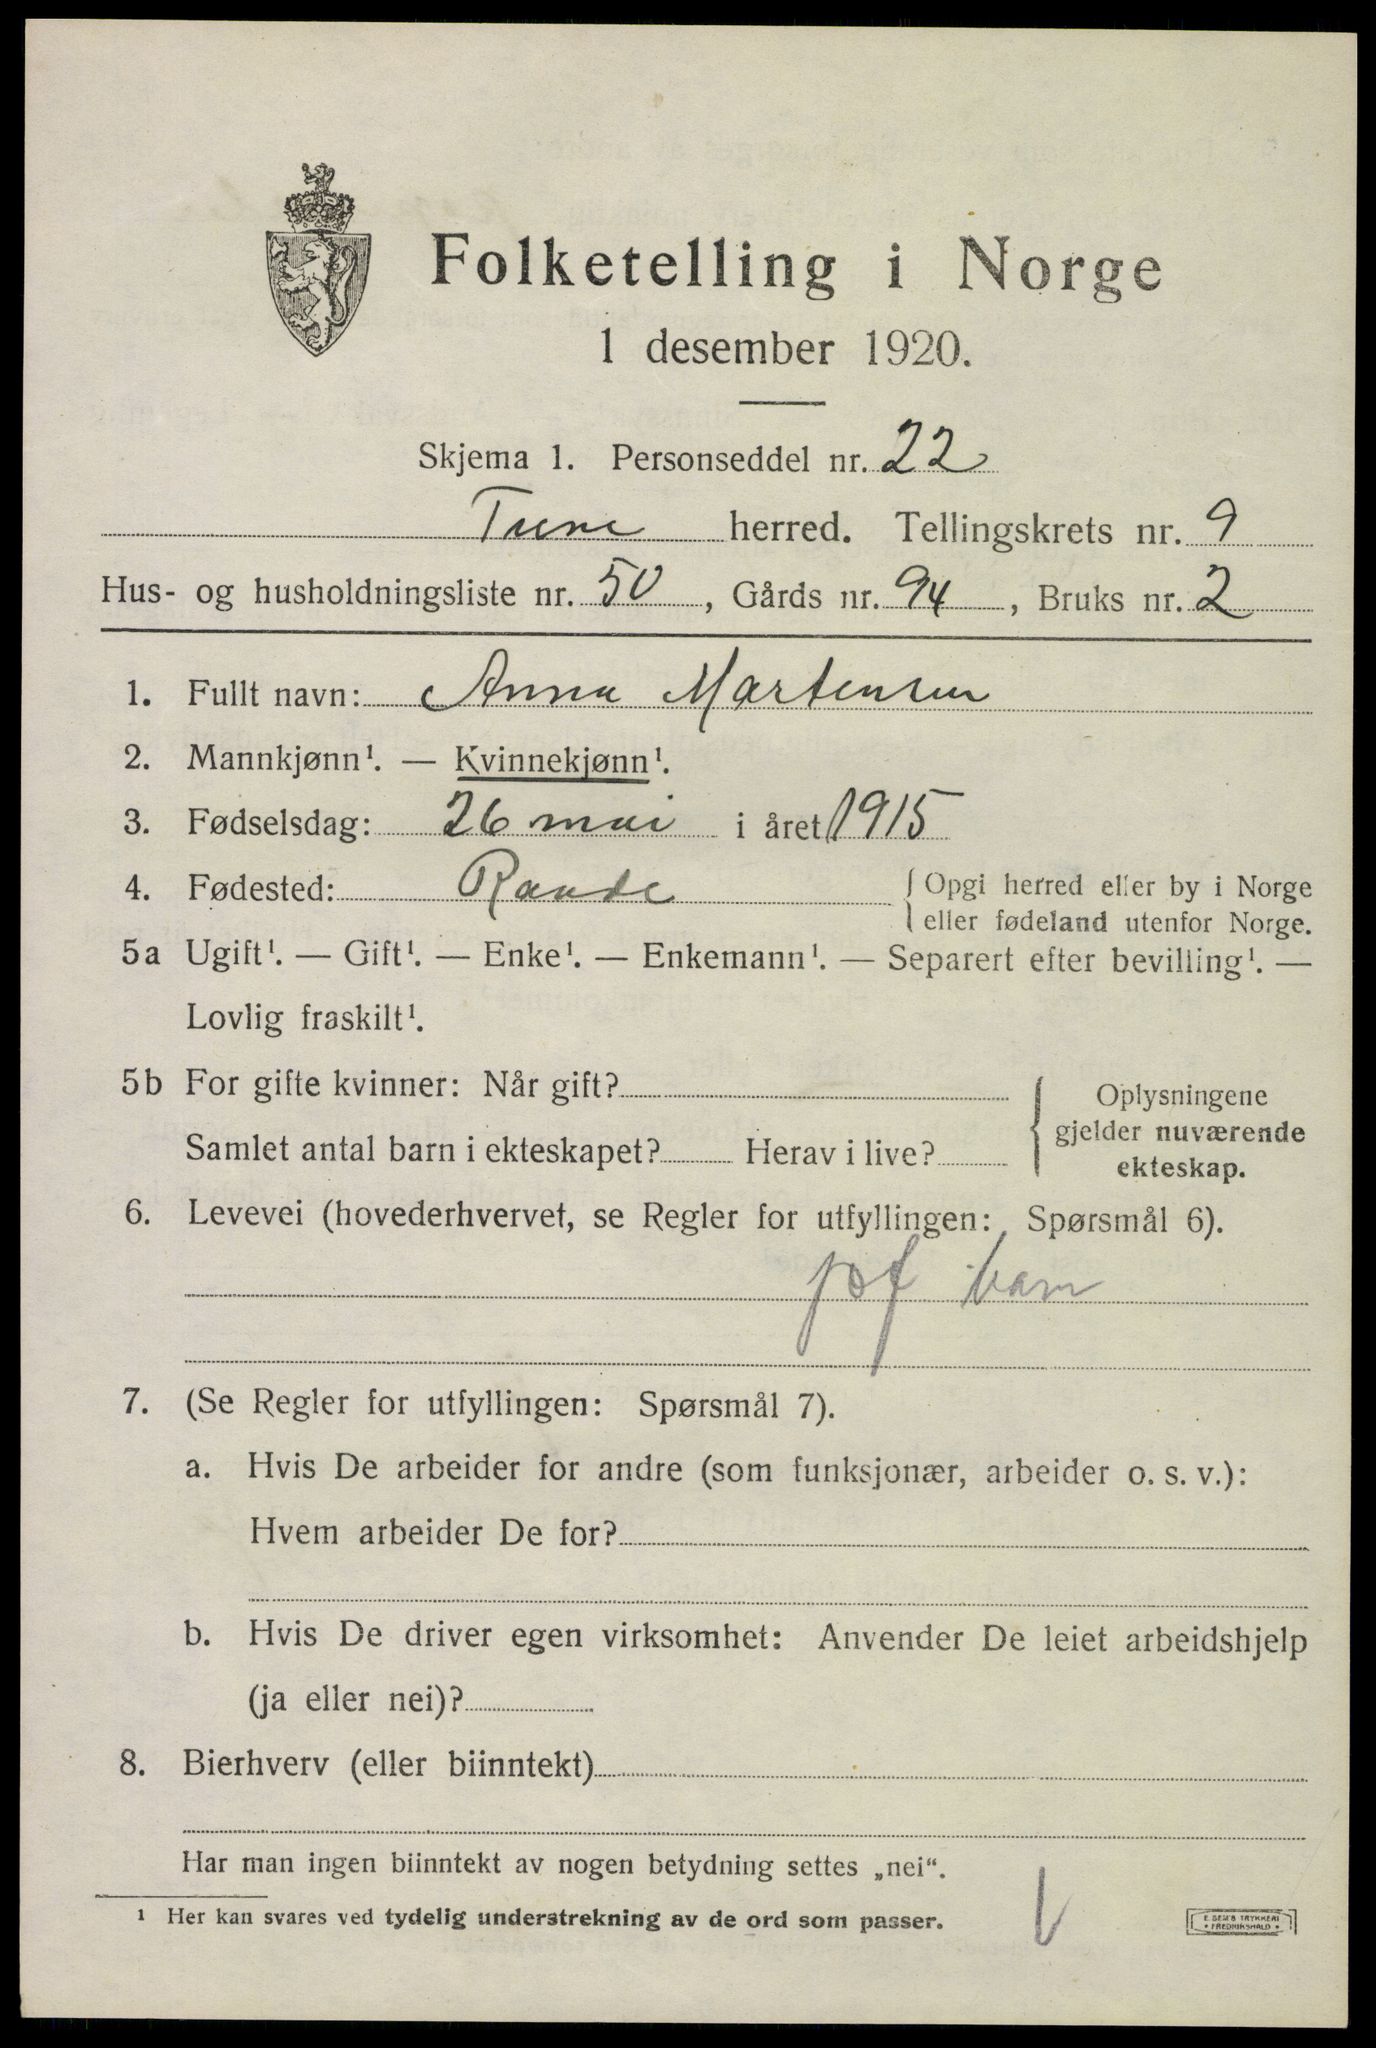 Folketelling i Norge
1 desember 1920.
Skjema 1. Personseddel nr. 22
Tune herred. Tellingskrets nr. 9
Hus- og husholdningsliste nr. 50, Gårds nr. 94, Bruks nr. 2
1. Fullt navn: Anna Martensen
2. Mannkjønn¹. — Kvinnekjønn¹.
3. Fødselsdag: 26 mai i året 1915
4. Fødested: Raade { Opgi herred eller by i Norge
eller fødeland utenfor Norge.
5a Ugift¹. — Gift¹. — Enke¹. — Enkemann¹. — Separert efter bevilling¹. —
Lovlig fraskilt¹.
5b For gifte kvinner: Når gift?
Samlet antal barn i ekteskapet? Herav i live?
Oplysningene
gjelder nuværende
ekteskap.
6. Levevei (hovederhvervet, se Regler for utfyllingen: Spørsmål 6).
barn
7. (Se Regler for utfyllingen: Spørsmål 7).
a. Hvis De arbeider for andre (som funksjonær, arbeider o. s. v.):
Hvem arbeider De for?
b. Hvis De driver egen virksomhet: Anvender De leiet arbeidshjelp
(ja eller nei)?
8. Bierhverv (eller biinntekt)
Har man ingen biinntekt av nogen betydning settes „nei“.
¹ Her kan svares ved tydelig understrekning av de ord som passer.
E. SEM'S TRYKKERI
• FREDRIKSHALD •